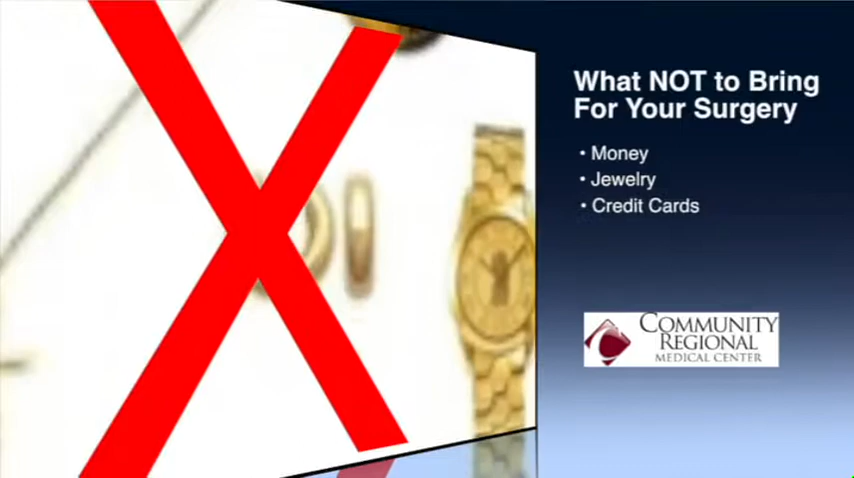 What NOT to Bring
For Your Surgery
• Money
• Jewelry
• Credit Cards
COMMUNITY
REGIONAL
MEDICAL CENTER